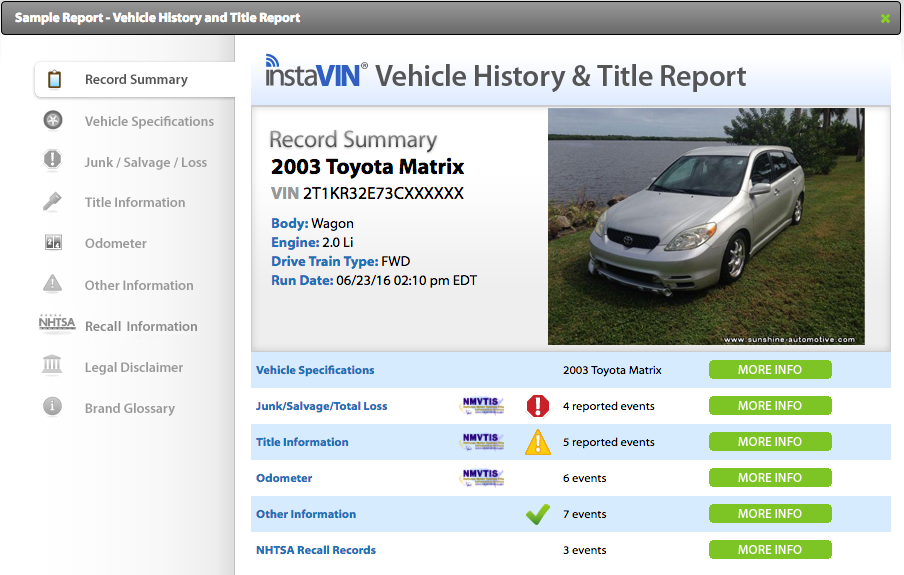 Sample Report - Vehicle History and Title Report
Record Summary
Vehicle Specifications
Junk / Salvage / Loss
Title Information
Odometer
Other Information
NHTSA Recall Information
Legal Disclaimer
Brand Glossary
instaVIN® Vehicle History & Title Report
Record Summary
2003 Toyota Matrix
VIN 2T1KR32E73CXXXXXX
Body: Wagon
Engine: 2.0 Li
Drive Train Type: FWD
Run Date: 06/23/16 02:10 pm EDT
www.sunshine-automotive.com
Vehicle Specifications 2003 Toyota Matrix MORE INFO
Junk/Salvage/Total Loss NMVTIS 4 reported events MORE INFO
Title Information NMVTIS 5 reported events MORE INFO
Odometer NMVTIS 6 events MORE INFO
Other Information 7 events MORE INFO
NHTSA Recall Records 3 events MORE INFO